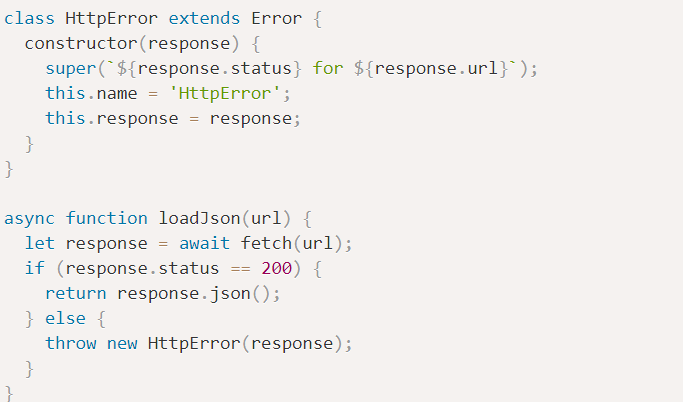 class HttpError extends Error {
  constructor(response) {
    super(`${response.status} for ${response.url}`);
    this.name = 'HttpError';
    this.response = response;
  }
}

async function loadJson(url) {
  let response = await fetch(url);
  if (response.status == 200) {
    return response.json();
  } else {
    throw new HttpError(response);
  }
}